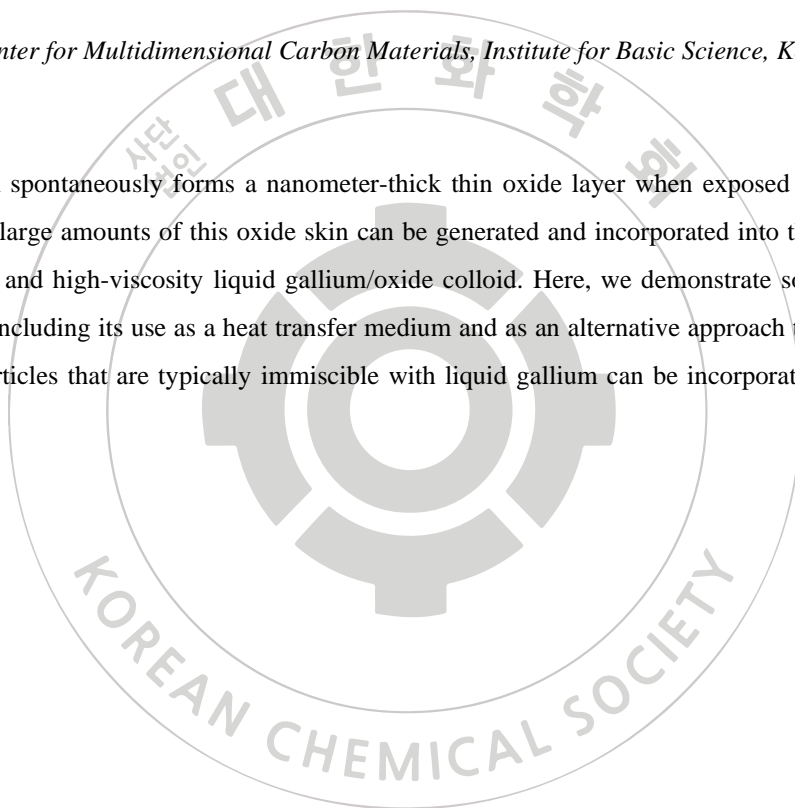 nter for Multidimensional Carbon Materials, Institute for Basic Science, K
spontaneously forms a nanometer-thick thin oxide layer when exposed
large amounts of this oxide skin can be generated and incorporated into th
and high-viscosity liquid gallium/oxide colloid. Here, we demonstrate so
ncluding its use as a heat transfer medium and as an alternative approach t
rticles that are typically immiscible with liquid gallium can be incorporat
사단법인 대한화학회
KOREAN CHEMICAL SOCIETY